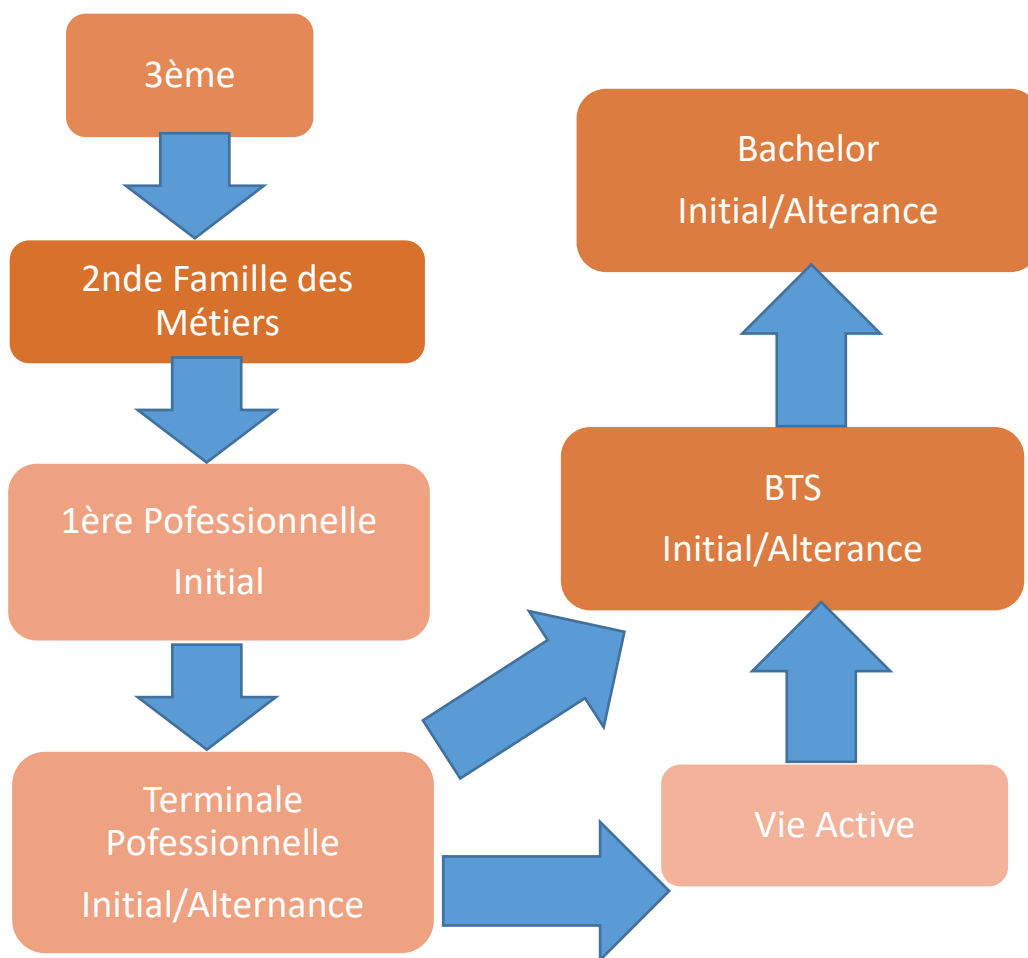 3ème
2nde Famille des
Métiers
1ère Pofessionnelle
Initial
Terminale
Pofessionnelle
Initial/Alternance
Bachelor
Initial/Alterance
BTS
Initial/Alterance
Vie Active